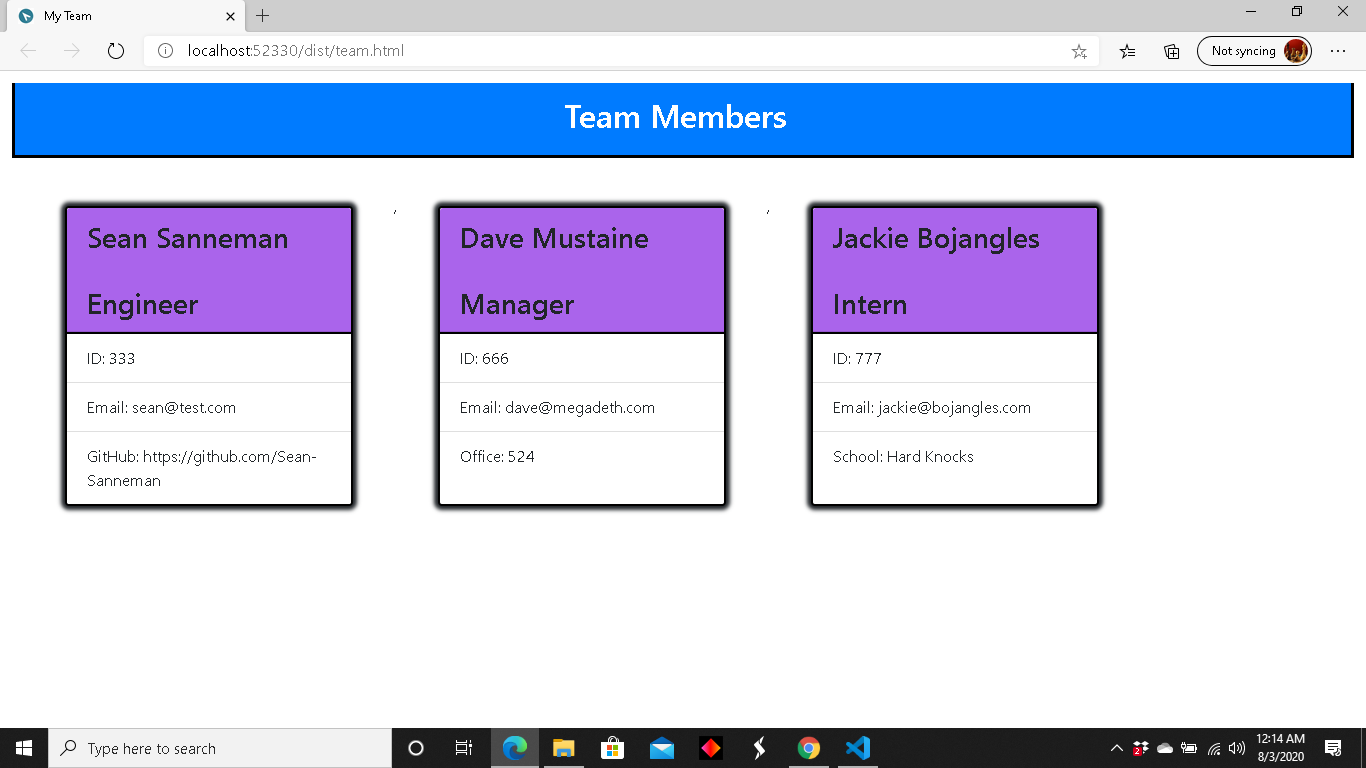 My Team
localhost:52330/dist/team.html
Not syncing
Team Members
Sean Sanneman
Engineer
ID: 333
Email: sean@test.com
GitHub: https://github.com/Sean-
Sanneman
,
Dave Mustaine
Manager
ID: 666
Email: dave@megadeth.com
Office: 524
,
Jackie Bojangles
Intern
ID: 777
Email: jackie@bojangles.com
School: Hard Knocks
Type here to search
2
12:14 AM
8/3/2020